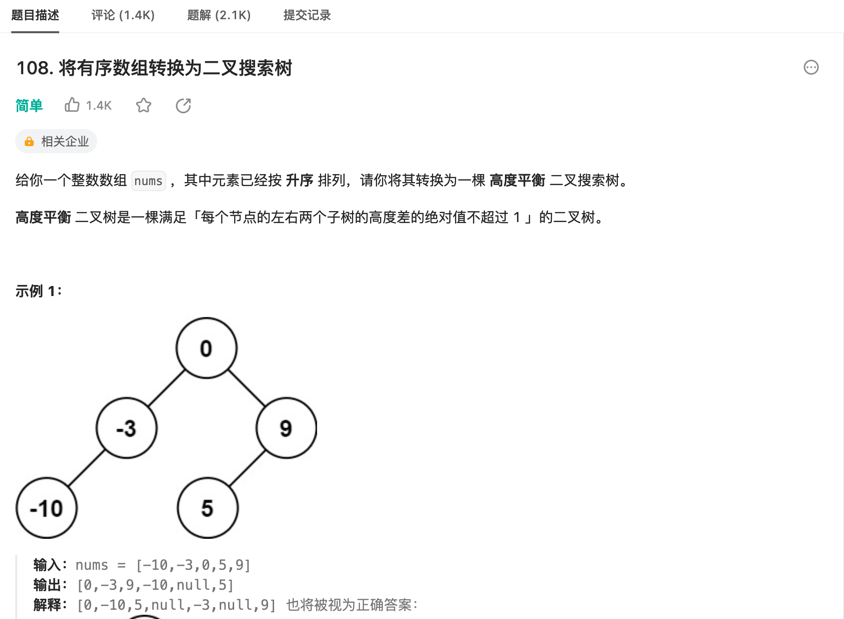 题目描述 评论 (1.4K) 题解 (2.1K) 提交记录
108. 将有序数组转换为二叉搜索树
简单 1.4K
相关企业
给你一个整数数组 nums ，其中元素已经按 升序 排列，请你将其转换为一棵 高度平衡 二叉搜索树。
高度平衡 二叉树是一棵满足「每个节点的左右两个子树的高度差的绝对值不超过 1 」的二叉树。
示例 1：
0
-3 9
-10 5
输入：nums = [-10,-3,0,5,9]
输出：[0,-3,9,-10,null,5]
解释：[0,-10,5,null,-3,null,9] 也将被视为正确答案：